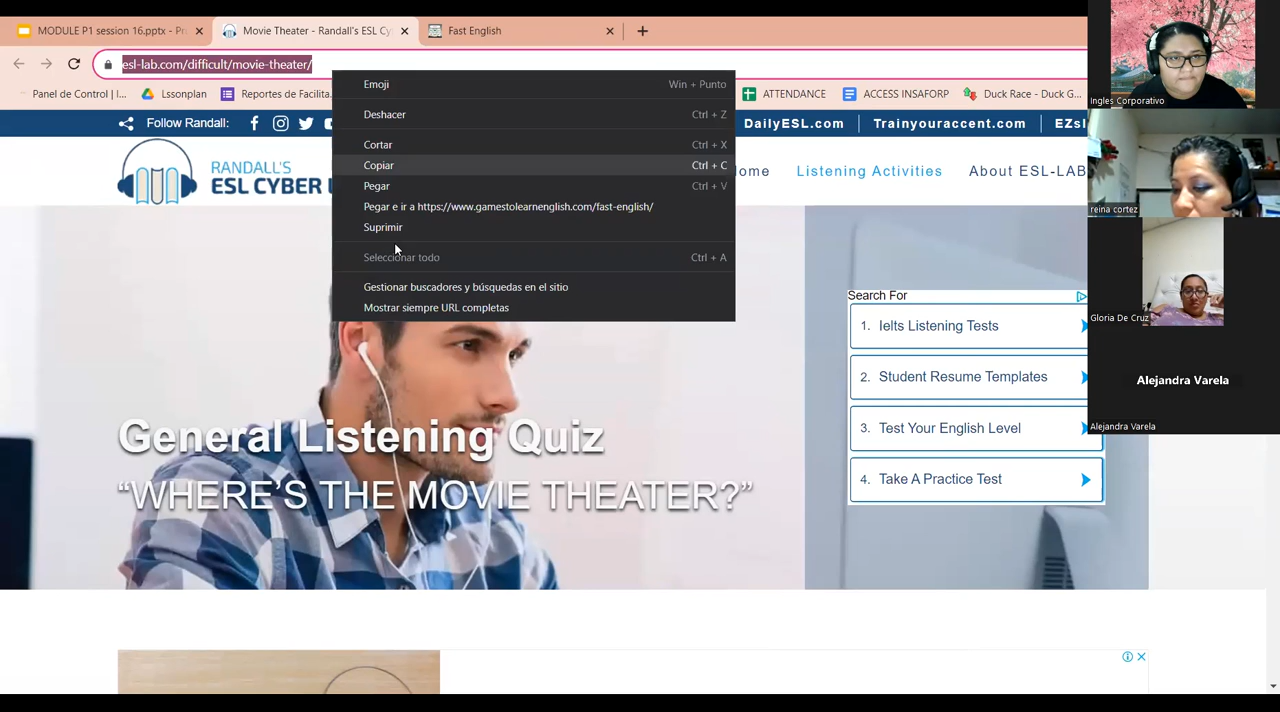 MODULE P1 session 16.pptx - Pr
Movie Theater - Randall's ESL Cy
Fast English
esl-lab.com/difficult/movie-theater/
Panel de Control | I...
Lssonplan
Reportes de Facilita...
ATTENDANCE
ACCESS INSAFORP
Duck Race - Duck G...
Follow Randall:
DailyESL.com
Trainyouraccent.com
EZsl
RANDALL'S
ESL CYBER L
ome
Listening Activities
About ESL-LAB
Emoji Win + Punto
Deshacer Ctrl + Z
Cortar Ctrl + X
Copiar Ctrl + C
Pegar Ctrl + V
Pegar e ir a https://www.gamestolearnenglish.com/fast-english/
Suprimir
Seleccionar todo Ctrl + A
Gestionar buscadores y búsquedas en el sitio
Mostrar siempre URL completas
General Listening Quiz
“WHERE’S THE MOVIE THEATER?”
Search For
1. Ielts Listening Tests
2. Student Resume Templates
3. Test Your English Level
4. Take A Practice Test
Ingles Corporativo
reina cortez
Gloria De Cruz
Alejandra Varela
Alejandra Varela